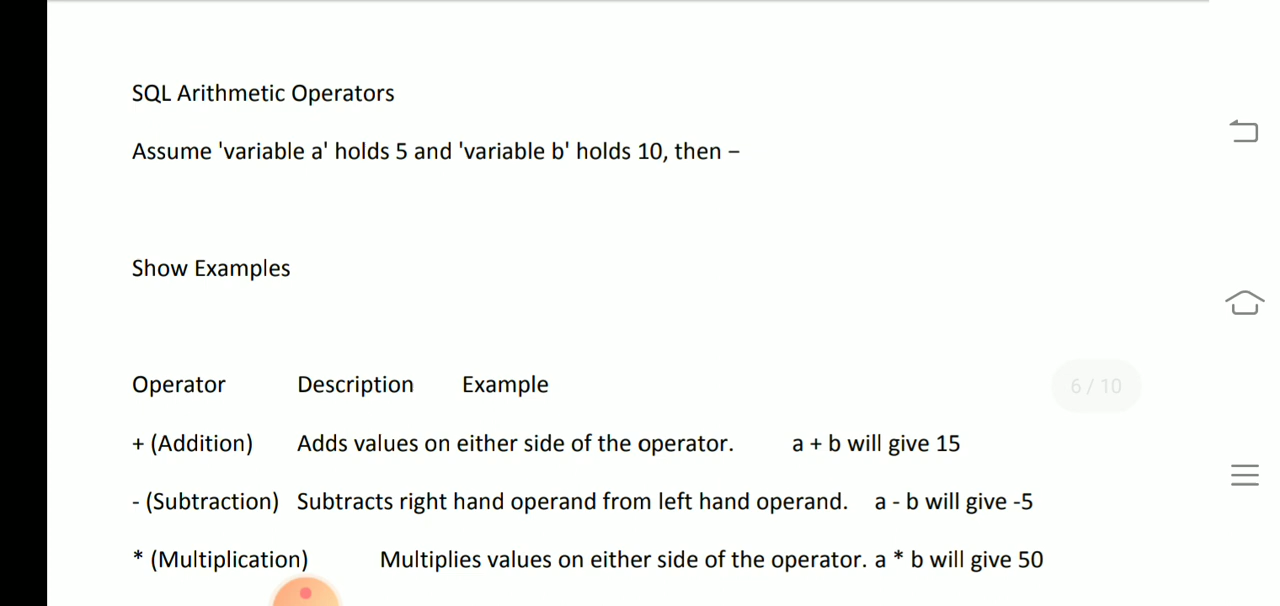 SQL Arithmetic Operators
Assume 'variable a' holds 5 and 'variable b' holds 10, then −
Show Examples
Operator Description Example
6 / 10
+ (Addition) Adds values on either side of the operator. a + b will give 15
- (Subtraction) Subtracts right hand operand from left hand operand. a - b will give -5
* (Multiplication) Multiplies values on either side of the operator. a * b will give 50